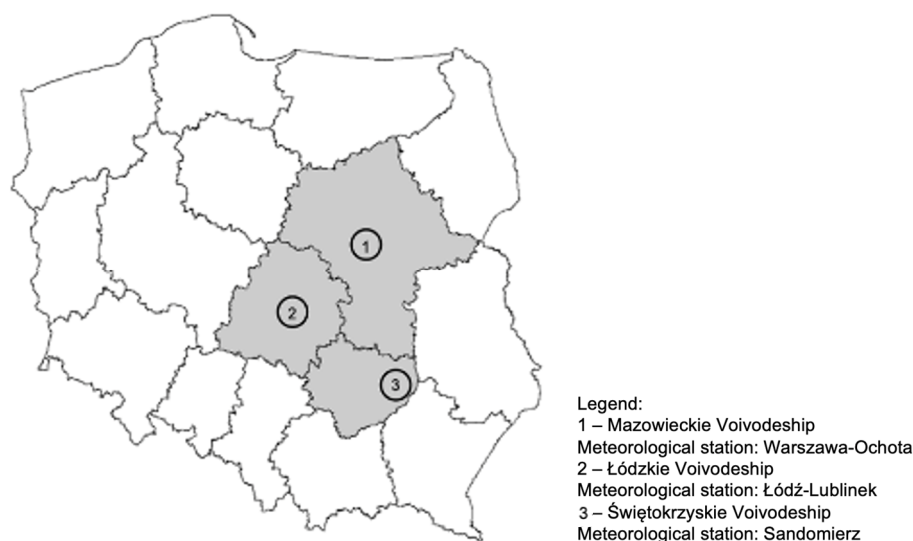 1
2
3
Legend:
1 – Mazowieckie Voivodeship
Meteorological station: Warszawa-Ochota
2 – Łódzkie Voivodeship
Meteorological station: Łódź-Lublinek
3 – Świętokrzyskie Voivodeship
Meteorological station: Sandomierz